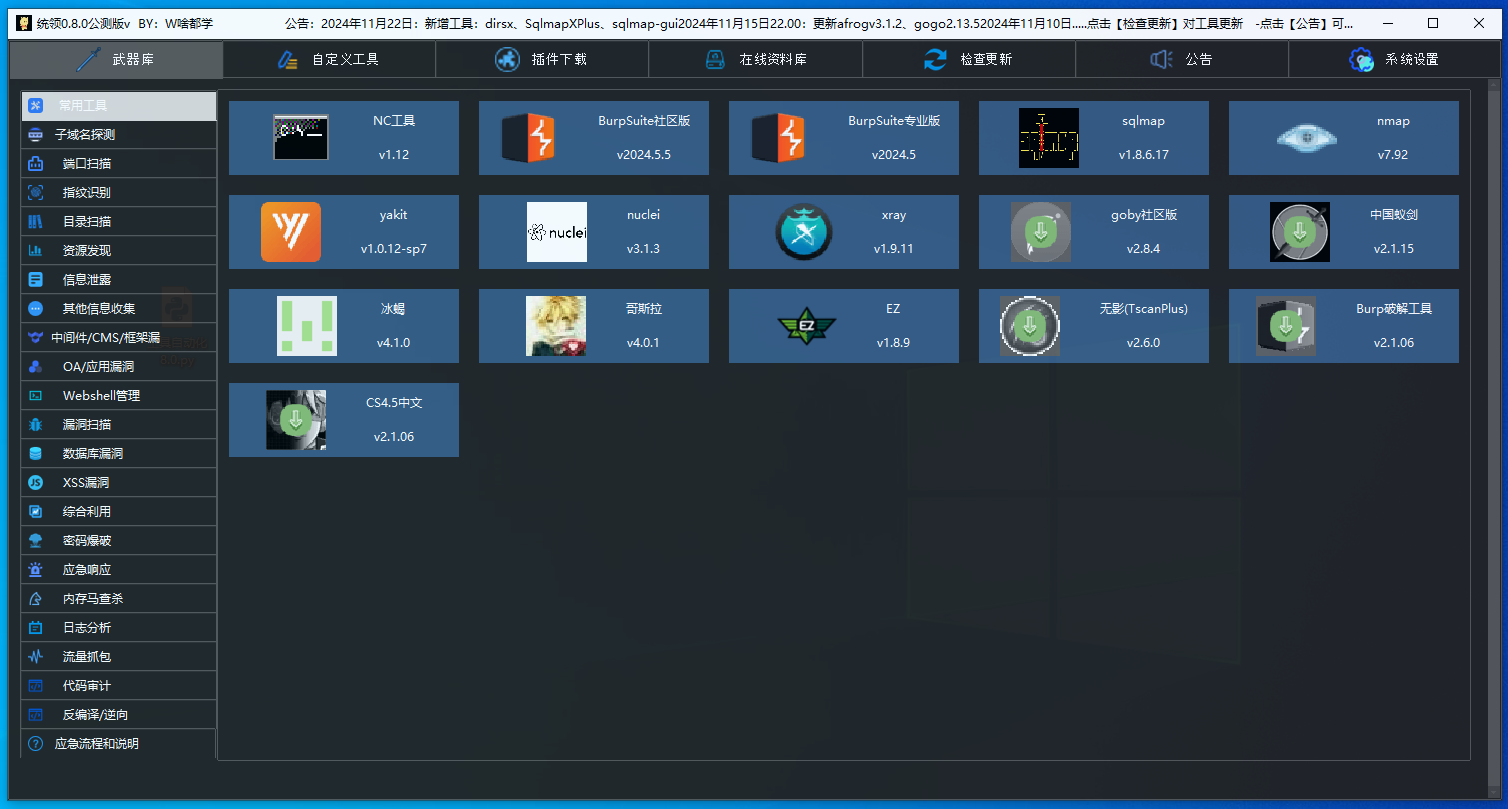 统领0.8.0公测版v BY：W啥都学
公告：2024年11月22日：新增工具：dirsx、SqlmapXPlus、sqlmap-gui2024年11月15日22.00：更新afrogv3.1.2、gogo2.13.52024年11月10日.....点击【检查更新】对工具更新 -点击【公告】可...
武器库
自定义工具
插件下载
在线资料库
检查更新
公告
系统设置
常用工具
子域名探测
端口扫描
指纹识别
目录扫描
资源发现
信息泄露
其他信息收集
中间件/CMS/框架漏
OA/应用漏洞
Webshell管理
漏洞扫描
数据库漏洞
XSS漏洞
综合利用
密码爆破
应急响应
内存马查杀
日志分析
流量抓包
代码审计
反编译/逆向
应急流程和说明
C:\
NC工具
v1.12
BurpSuite社区版
v2024.5.5
BurpSuite专业版
v2024.5
sqlmap
v1.8.6.17
nmap
v7.92
yakit
v1.0.12-sp7
nuclei
nuclei
v3.1.3
xray
v1.9.11
goby社区版
v2.8.4
中国蚁剑
v2.1.15
冰蝎
v4.1.0
哥斯拉
v4.0.1
EZ
EZ
v1.8.9
无影(TscanPlus)
v2.6.0
Burp破解工具
v2.1.06
CS4.5中文
v2.1.06